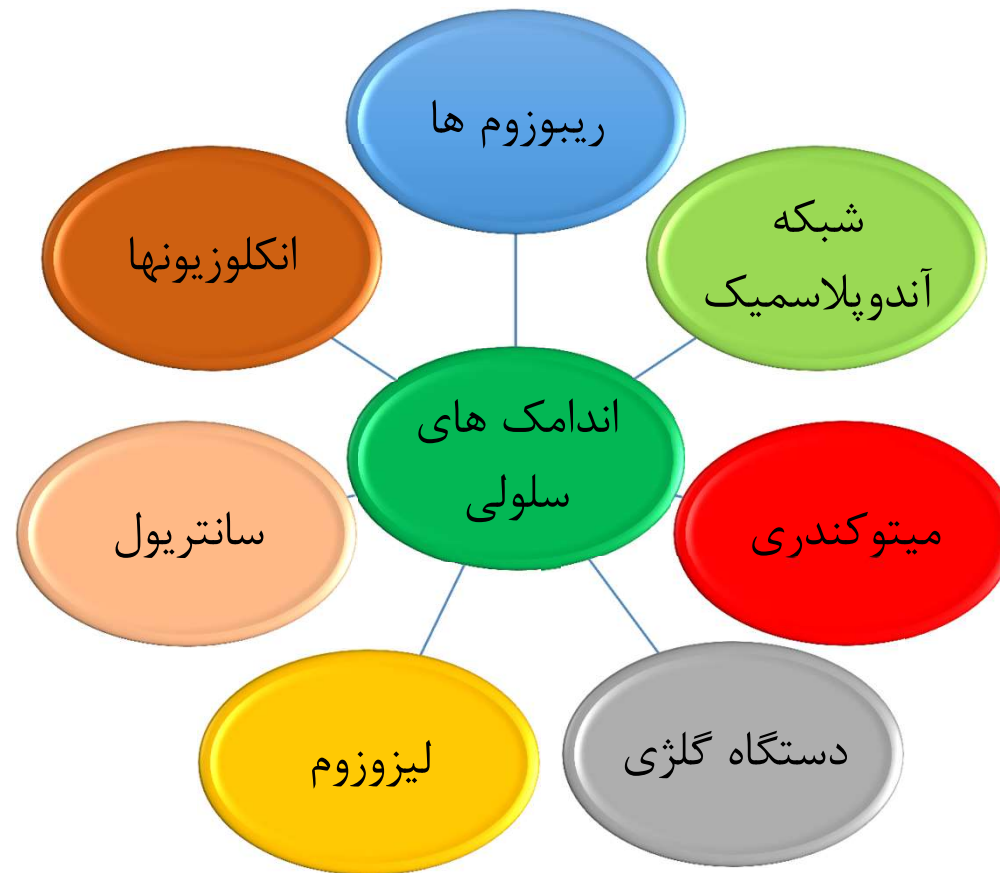 ریبوزوم ها
شبکه
آندوپلاسمیک
انکلوزیونها
اندامک های
سلولی
میتوکندری
سانتریول
دستگاه گلژی
لیزوزوم